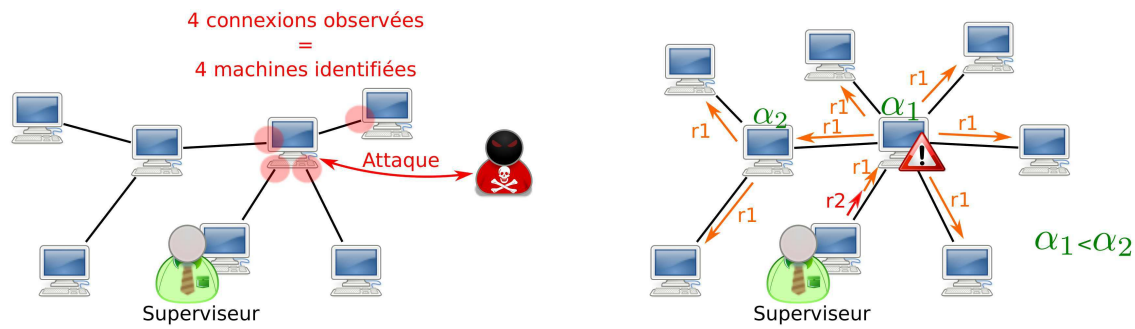 4 connexions observées
=
4 machines identifiées
Attaque
Superviseur
r1
r1
α₁
α₂
r1
r1
r1
r1
r1
r2
r1
r1
α₁<α₂
Superviseur